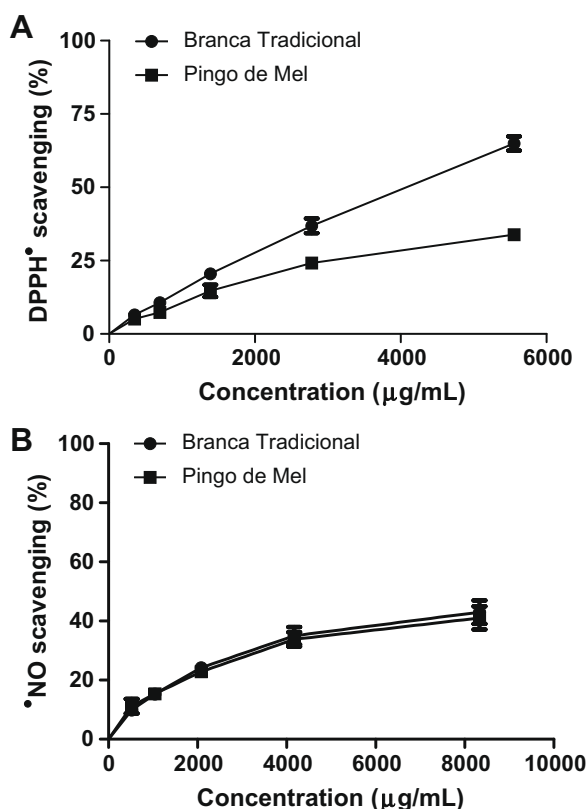 A
Branca Tradicional
Pingo de Mel
DPPH• scavenging (%)
100
75
50
25
0
0 2000 4000 6000
Concentration (μg/mL)
B
Branca Tradicional
Pingo de Mel
•NO scavenging (%)
100
80
60
40
20
0
0 2000 4000 6000 8000 10000
Concentration (μg/mL)